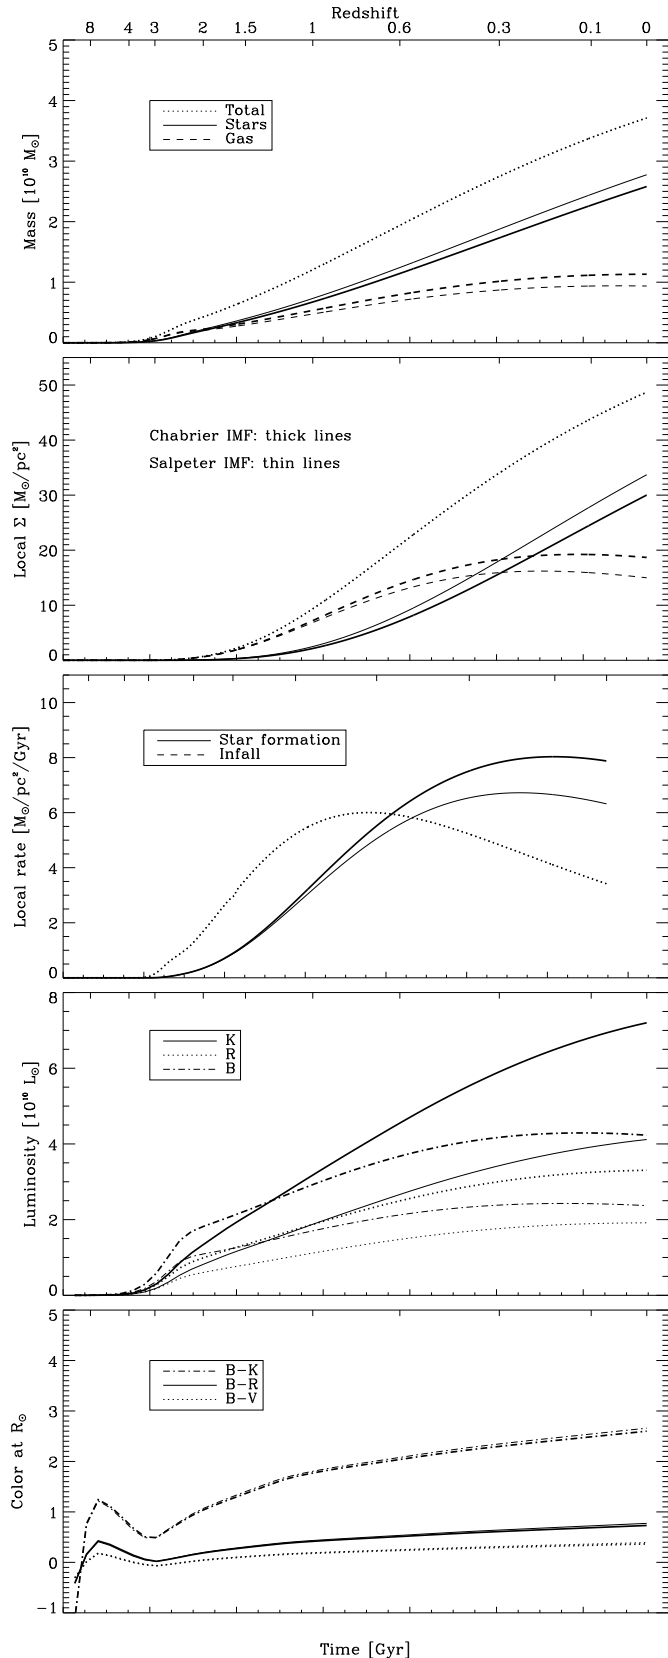 Redshift
8 4 3 2 1.5 1 0.6 0.3 0.1 0
5
4
3
2
1
0
Mass [10¹⁰ M☉]
Total
Stars
Gas
50
40
30
20
10
0
Local Σ [M☉/pc²]
Chabrier IMF: thick lines
Salpeter IMF: thin lines
10
8
6
4
2
0
Local rate [M☉/pc²/Gyr]
Star formation
Infall
8
6
4
2
0
Luminosity [10¹⁰ L☉]
K
R
B
5
4
3
2
1
0
−1
Color at R☉
B−K
B−R
B−V
Time [Gyr]